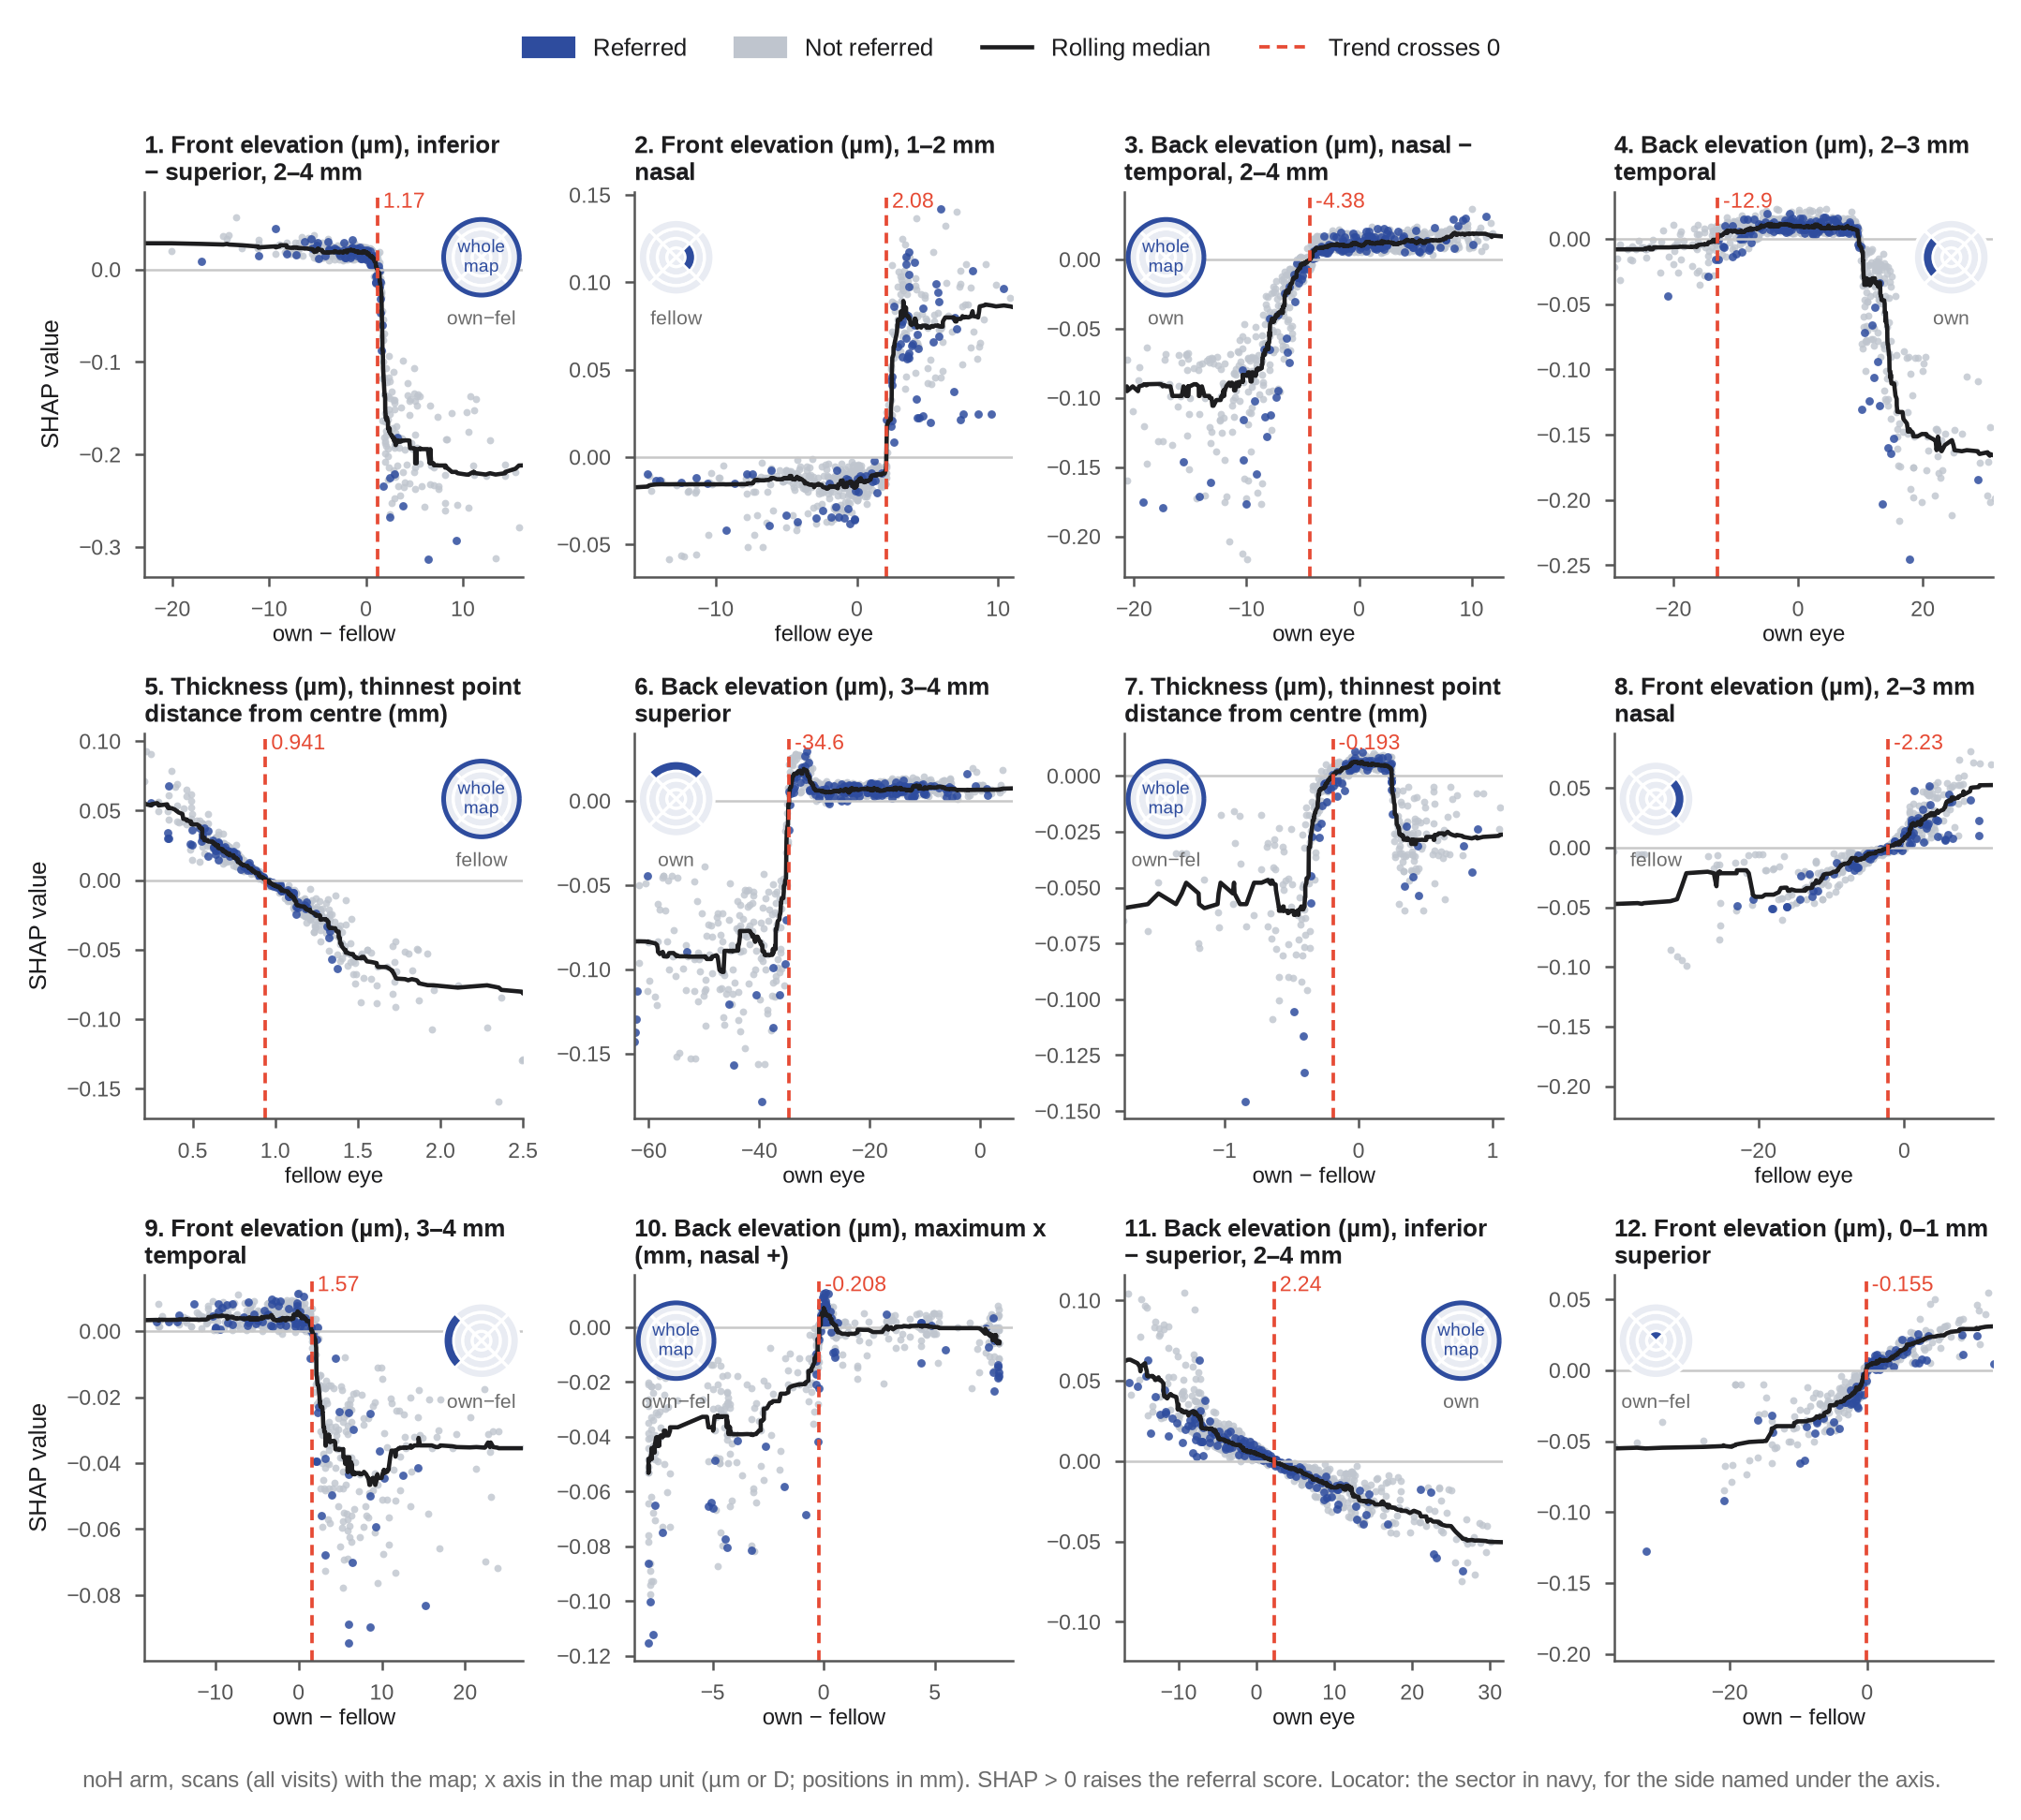 Referred Not referred Rolling median Trend crosses 0
1. Front elevation (µm), inferior
− superior, 2–4 mm
1.17
whole
map
own−fel
SHAP value
0.0
−0.1
−0.2
−0.3
−20 −10 0 10
own − fellow
2. Front elevation (µm), 1–2 mm
nasal
2.08
fellow
0.15
0.10
0.05
0.00
−0.05
−10 0 10
fellow eye
3. Back elevation (µm), nasal −
temporal, 2–4 mm
-4.38
whole
map
own
0.00
−0.05
−0.10
−0.15
−0.20
−20 −10 0 10
own eye
4. Back elevation (µm), 2–3 mm
temporal
-12.9
own
0.00
−0.05
−0.10
−0.15
−0.20
−0.25
−20 0 20
own eye
5. Thickness (µm), thinnest point
distance from centre (mm)
0.941
whole
map
fellow
SHAP value
0.10
0.05
0.00
−0.05
−0.10
−0.15
0.5 1.0 1.5 2.0 2.5
fellow eye
6. Back elevation (µm), 3–4 mm
superior
-34.6
own
0.00
−0.05
−0.10
−0.15
−60 −40 −20 0
own eye
7. Thickness (µm), thinnest point
distance from centre (mm)
-0.193
whole
map
own−fel
0.000
−0.025
−0.050
−0.075
−0.100
−0.125
−0.150
−1 0 1
own − fellow
8. Front elevation (µm), 2–3 mm
nasal
-2.23
fellow
0.05
0.00
−0.05
−0.10
−0.15
−0.20
−20 0
fellow eye
9. Front elevation (µm), 3–4 mm
temporal
1.57
own−fel
SHAP value
0.00
−0.02
−0.04
−0.06
−0.08
−10 0 10 20
own − fellow
10. Back elevation (µm), maximum x
(mm, nasal +)
-0.208
whole
map
own−fel
0.00
−0.02
−0.04
−0.06
−0.08
−0.10
−0.12
−5 0 5
own − fellow
11. Back elevation (µm), inferior
− superior, 2–4 mm
2.24
whole
map
own
0.10
0.05
0.00
−0.05
−0.10
−10 0 10 20 30
own eye
12. Front elevation (µm), 0–1 mm
superior
-0.155
own−fel
0.05
0.00
−0.05
−0.10
−0.15
−0.20
−20 0
own − fellow
noH arm, scans (all visits) with the map; x axis in the map unit (µm or D; positions in mm). SHAP > 0 raises the referral score. Locator: the sector in navy, for the side named under the axis.